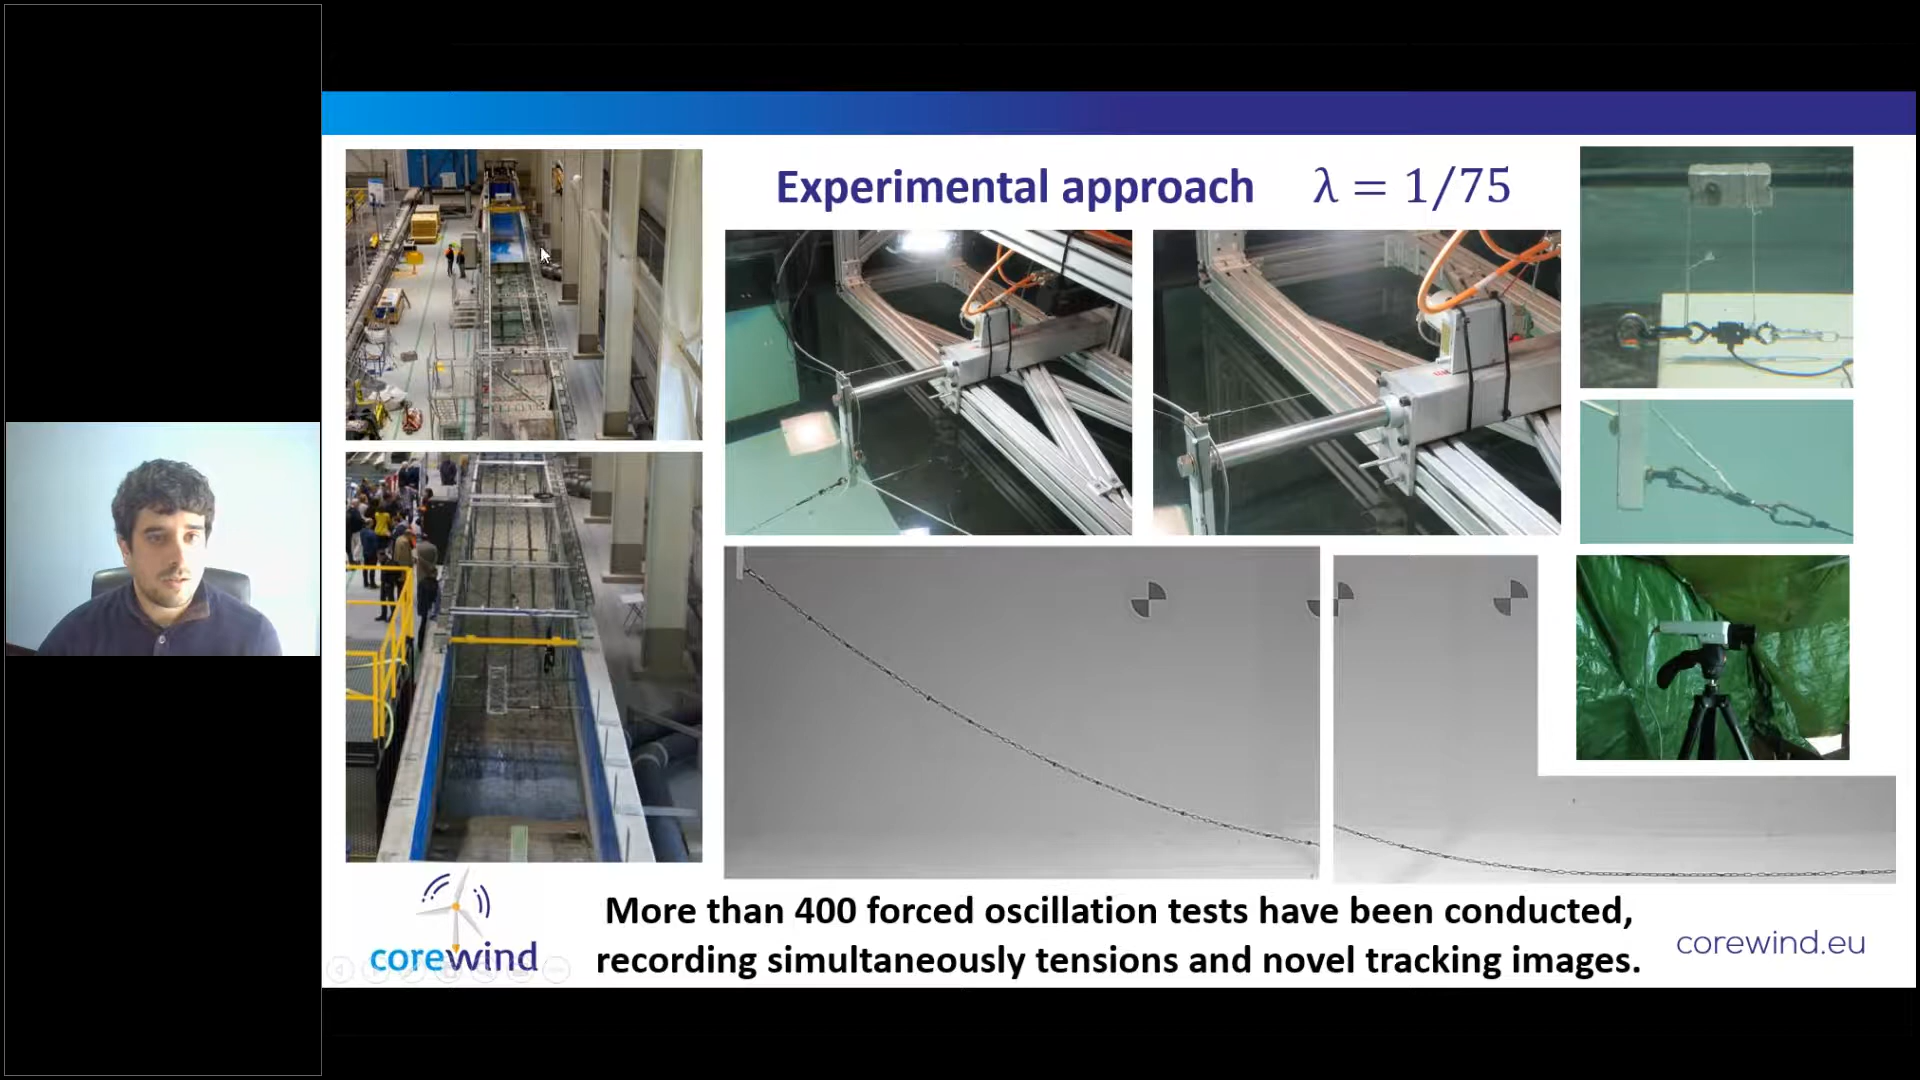 Experimental approach λ = 1/75
More than 400 forced oscillation tests have been conducted,
recording simultaneously tensions and novel tracking images.
corewind
corewind.eu